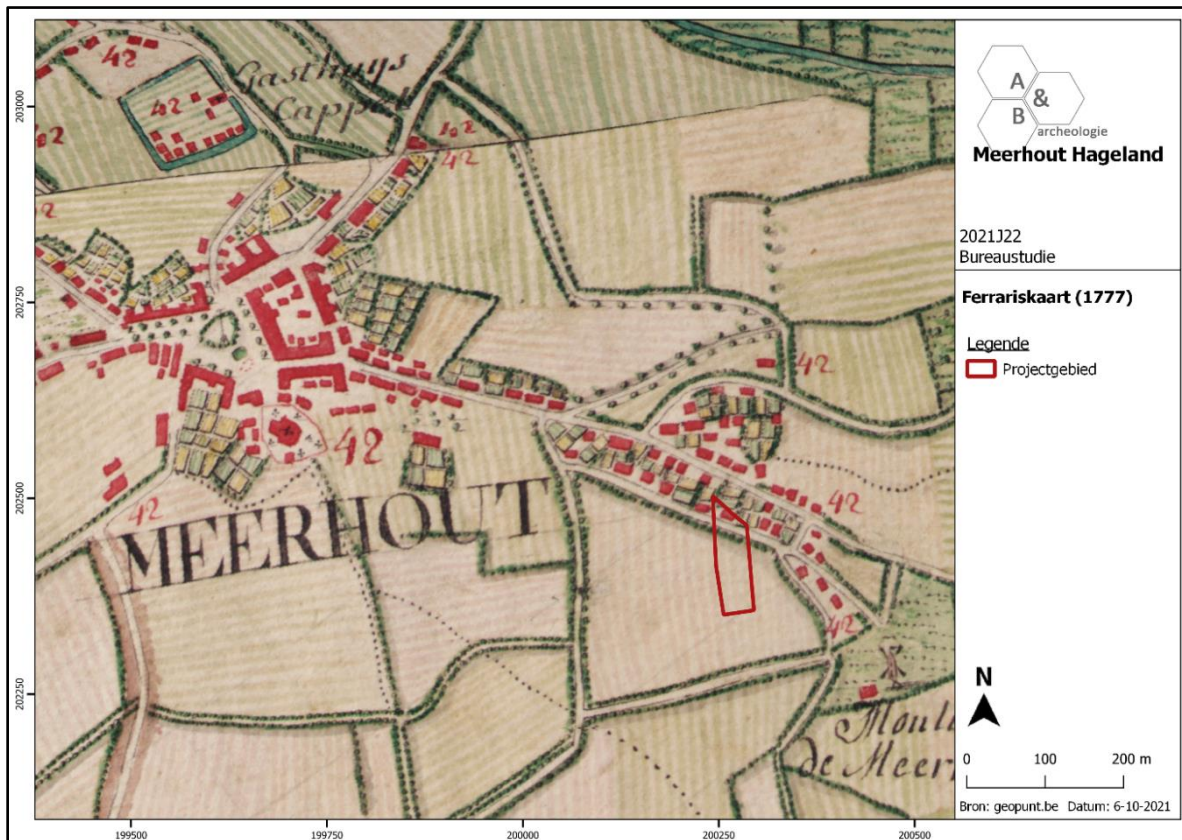 Gasthuys
Cappel
42
42
42
42
42
42
42
42
42
42
42
MEERHOUT
Moul
de Meer
203000
202750
202500
202250
199500
199750
200000
200250
200500
A
&
B
archeologie
Meerhout Hageland
2021J22
Bureaustudie
Ferrariskaart (1777)
Legende
Projectgebied
N
0 100 200 m
Bron: geopunt.be Datum: 6-10-2021